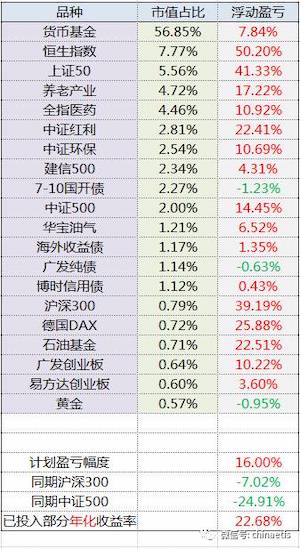 品种 市值占比 浮动盈亏
货币基金 56.85% 7.84%
恒生指数 7.77% 50.20%
上证50 5.56% 41.33%
养老产业 4.72% 17.22%
全指医药 4.46% 10.92%
中证红利 2.81% 22.41%
中证环保 2.54% 10.69%
建信500 2.34% 4.31%
7-10国开债 2.27% -1.23%
中证500 2.00% 14.45%
华宝油气 1.21% 6.52%
海外收益债 1.17% 1.35%
广发纯债 1.14% -0.63%
博时信用债 1.12% 0.43%
沪深300 0.79% 39.19%
德国DAX 0.72% 25.88%
石油基金 0.71% 22.51%
广发创业板 0.64% 10.22%
易方达创业板 0.60% 3.60%
黄金 0.57% -0.95%
计划盈亏幅度 16.00%
同期沪深300 -7.02%
同期中证500 -24.91%
已投入部分年化收益率 22.68%
微信号: chinaetfs